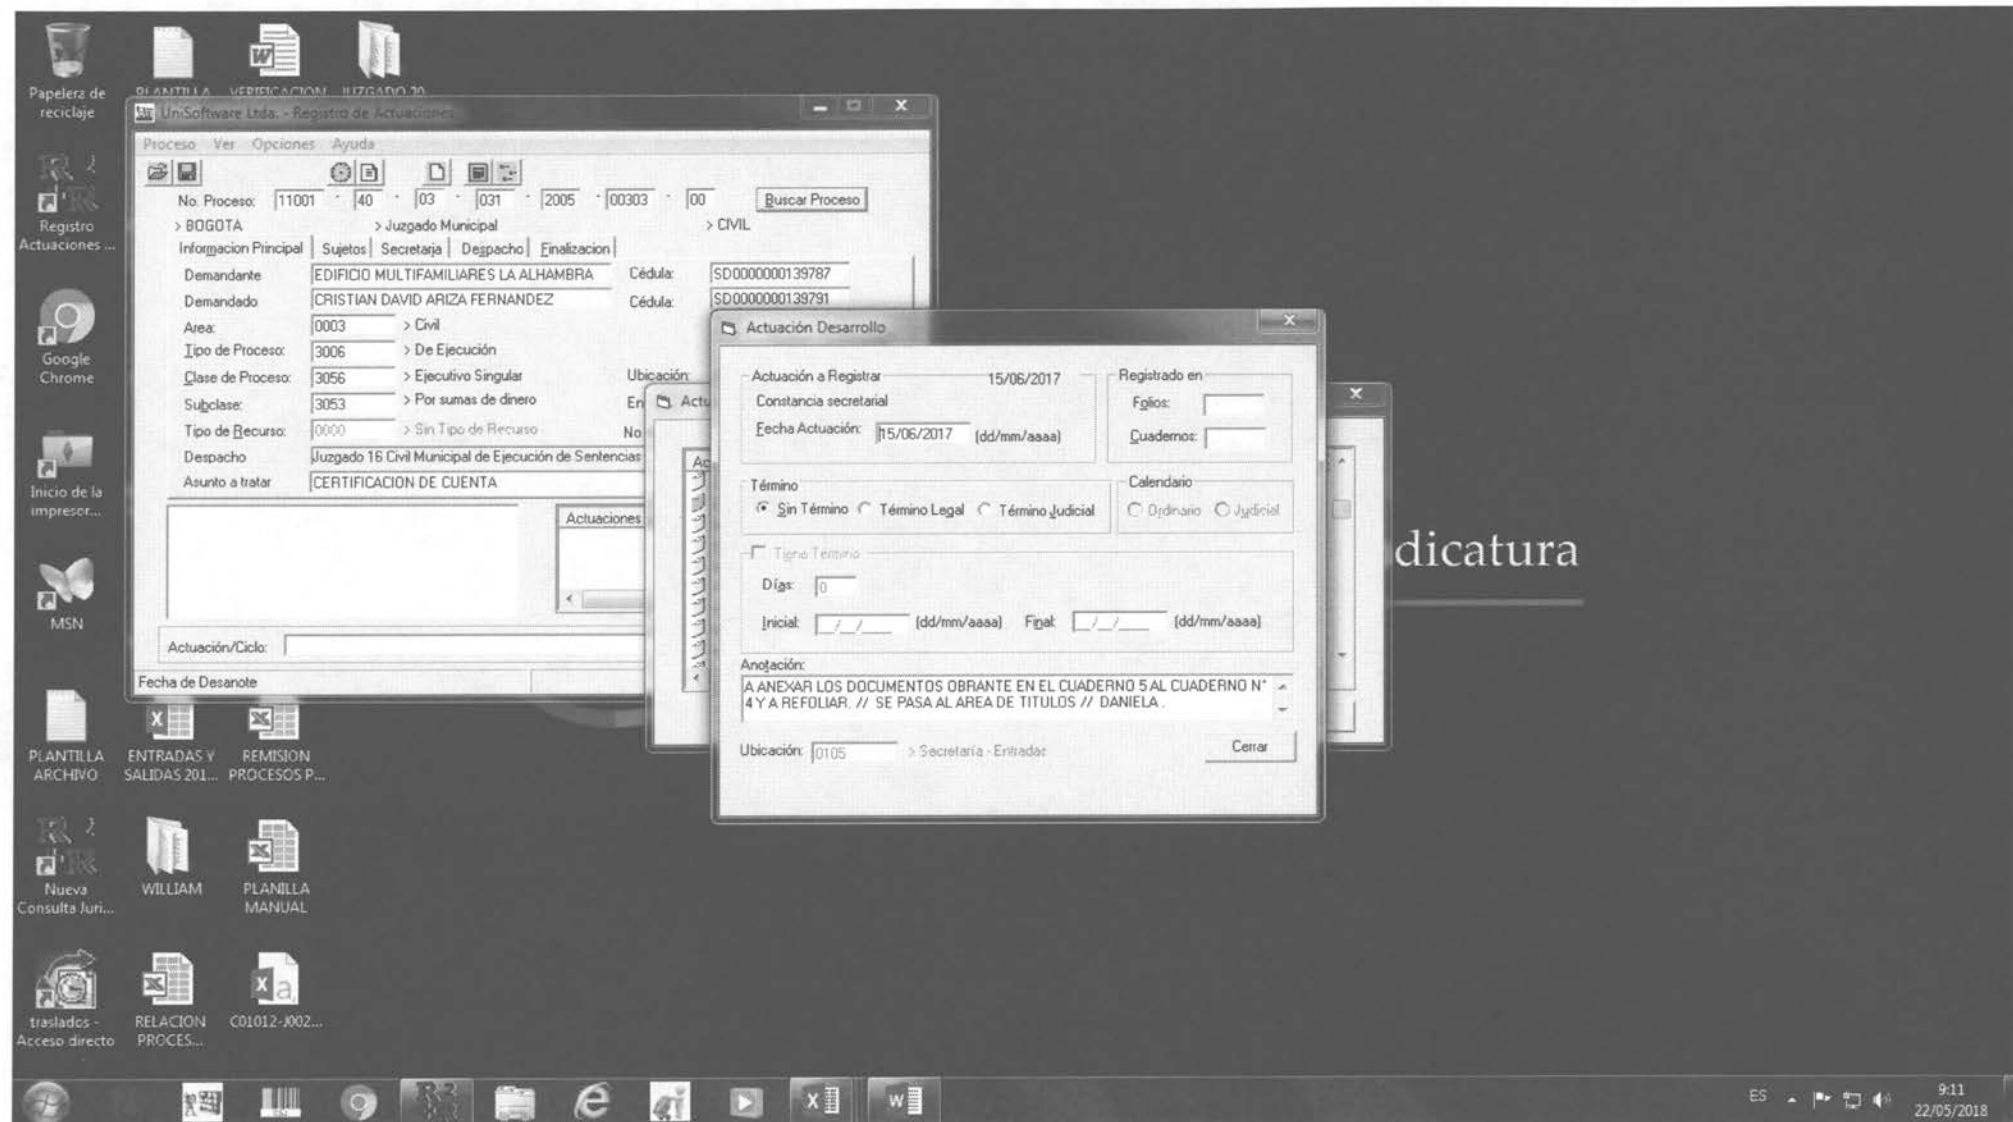 Papelera de
reciclaje
PLANTILLA
VERIFICACION
JUZGADO 20
Registro
Actuaciones ...
Google
Chrome
Inicio de la
impresor...
MSN
PLANTILLA
ARCHIVO
ENTRADAS Y
SALIDAS 201...
REMISION
PROCESOS P...
Nueva
Consulta Juri...
WILLIAM
PLANILLA
MANUAL
traslados -
Acceso directo
RELACION
PROCES...
C01012-J002...
UniSoftware Ltda. - Registro de Actuaciones
Proceso Ver Opciones Ayuda
No. Proceso: 11001 - 40 - 03 - 031 - 2005 - 00303 - 00 Buscar Proceso
> BOGOTA > Juzgado Municipal > CIVIL
Informacion Principal Sujetos Secretaria Despacho Finalizacion
Demandante EDIFICIO MULTIFAMILIARES LA ALHAMBRA Cédula: SD0000000139787
Demandado CRISTIAN DAVID ARIZA FERNANDEZ Cédula: SD0000000139791
Area: 0003 > Civil
Tipo de Proceso: 3006 > De Ejecución
Clase de Proceso: 3056 > Ejecutivo Singular Ubicación:
Subclase: 3053 > Por sumas de dinero En
Tipo de Recurso: 0000 > Sin Tipo de Recurso No
Despacho Juzgado 16 Civil Municipal de Ejecución de Sentencias
Asunto a tratar CERTIFICACION DE CUENTA
Actuaciones
Actuación/Ciclo:
Fecha de Desanote
Actu
Ac
Actuación Desarrollo
Actuación a Registrar 15/06/2017
Constancia secretarial
Fecha Actuación: 15/06/2017 (dd/mm/aaaa)
Registrado en
Folios:
Cuadernos:
Término
Sin Término Término Legal Término Judicial
Calendario
Ordinario Judicial
Tiene Término
Días: 0
Inicial: _/_/___ (dd/mm/aaaa) Final: _/_/___ (dd/mm/aaaa)
Anotación:
A ANEXAR LOS DOCUMENTOS OBRANTE EN EL CUADERNO 5 AL CUADERNO N°
4 Y A REFOLIAR. // SE PASA AL AREA DE TITULOS // DANIELA .
Ubicación: 0105 > Secretaría - Entradas Cerrar
dicatura
ES 9:11
22/05/2018